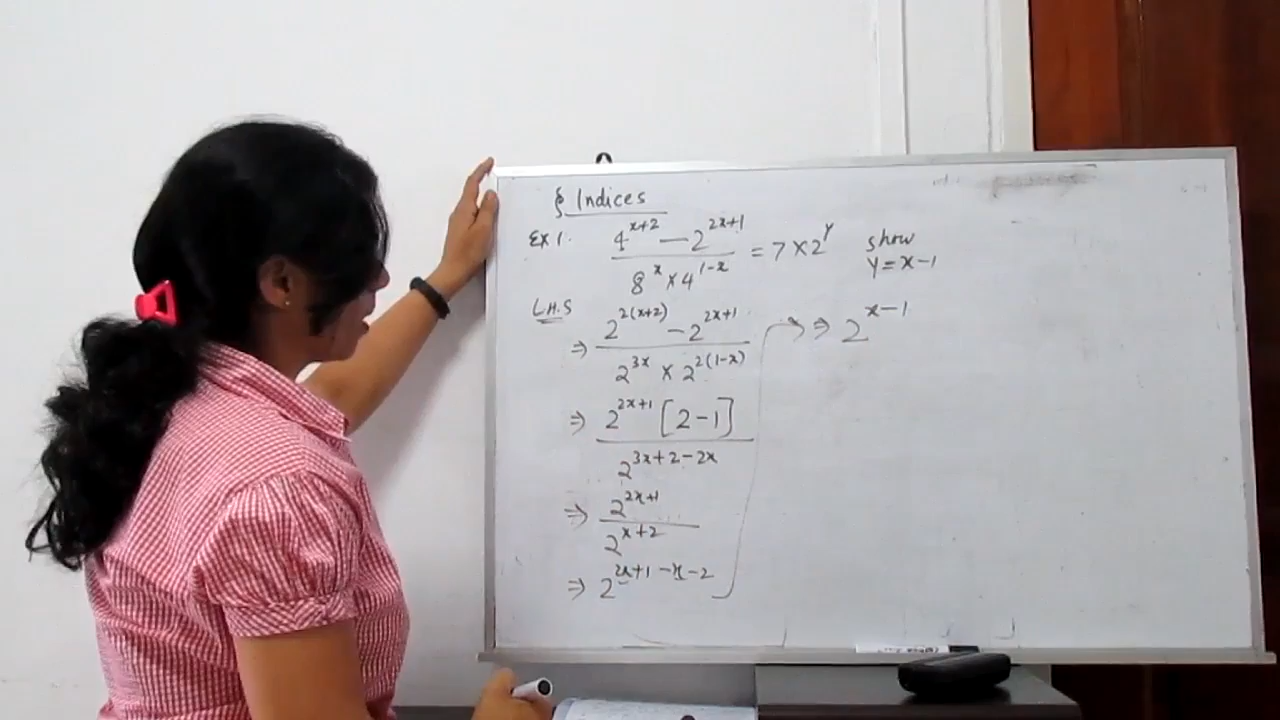 § Indices
Ex 1. (4^{x+2} − 2^{2x+1}) / (8^x × 4^{1−x}) = 7 × 2^y show
y = x − 1
L.H.S
⇒ (2^{2(x+2)} − 2^{2x+1}) / (2^{3x} × 2^{2(1−x)})
⇒ 2^{2x+1} [2 − 1] / 2^{3x+2−2x}
⇒ 2^{2x+1} / 2^{x+2}
⇒ 2^{2x+1−x−2}
⇒ 2^{x−1}